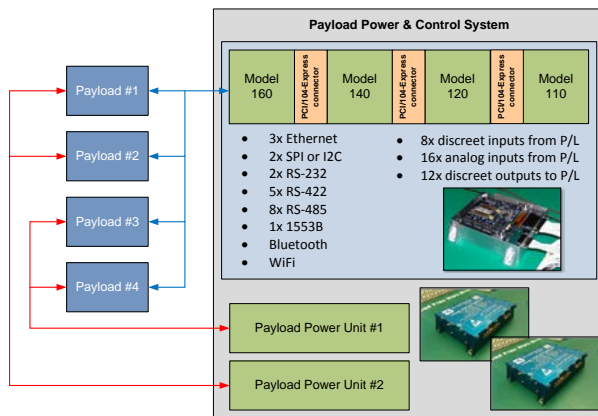 Payload Power & Control System
Payload #1
Payload #2
Payload #3
Payload #4
Model
160
PCI/104-Express
connector
Model
140
PCI/104-Express
connector
Model
120
PCI/104-Express
connector
Model
110
• 3x Ethernet
• 2x SPI or I2C
• 2x RS-232
• 5x RS-422
• 8x RS-485
• 1x 1553B
• Bluetooth
• WiFi
• 8x discreet inputs from P/L
• 16x analog inputs from P/L
• 12x discreet outputs to P/L
Payload Power Unit #1
Payload Power Unit #2